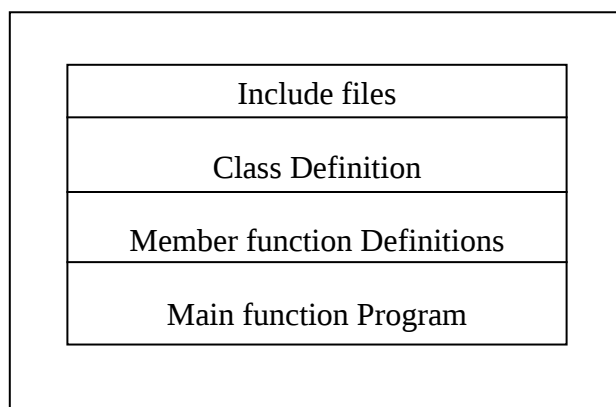 Include files
Class Definition
Member function Definitions
Main function Program